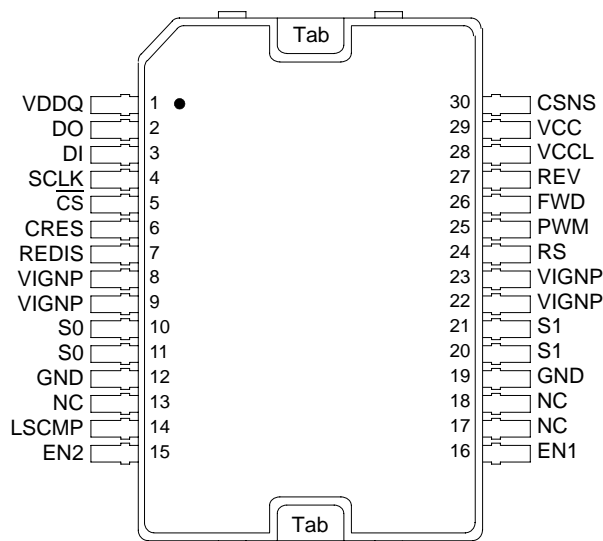 Tab
VDDQ 1 30 CSNS
DO 2 29 VCC
DI 3 28 VCCL
SCLK 4 27 REV
CS 5 26 FWD
CRES 6 25 PWM
REDIS 7 24 RS
VIGNP 8 23 VIGNP
VIGNP 9 22 VIGNP
S0 10 21 S1
S0 11 20 S1
GND 12 19 GND
NC 13 18 NC
LSCMP 14 17 NC
EN2 15 16 EN1
Tab